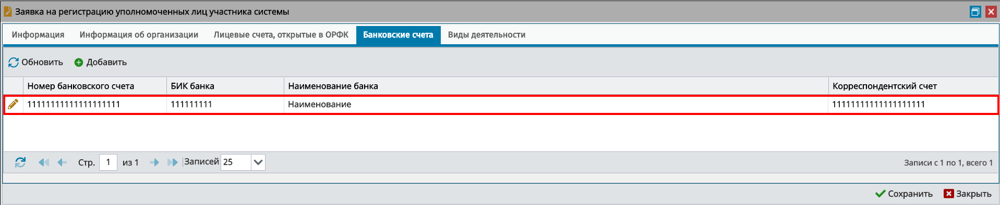 Заявка на регистрацию уполномоченных лиц участника системы
Информация Информация об организации Лицевые счета, открытые в ОРФК Банковские счета Виды деятельности
Обновить Добавить
Номер банковского счета БИК банка Наименование банка Корреспондентский счет
11111111111111111111 111111111 Наименование 11111111111111111111
Стр. 1 из 1 Записей 25 Записи с 1 по 1, всего 1
Сохранить Закрыть